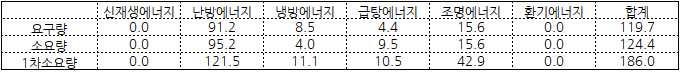 신재생에너지 난방에너지 냉방에너지 급탕에너지 조명에너지 환기에너지 합계
요구량 0.0 91.2 8.5 4.4 15.6 0.0 119.7
소요량 0.0 95.2 4.0 9.5 15.6 0.0 124.4
1차소요량 0.0 121.5 11.1 10.5 42.9 0.0 186.0